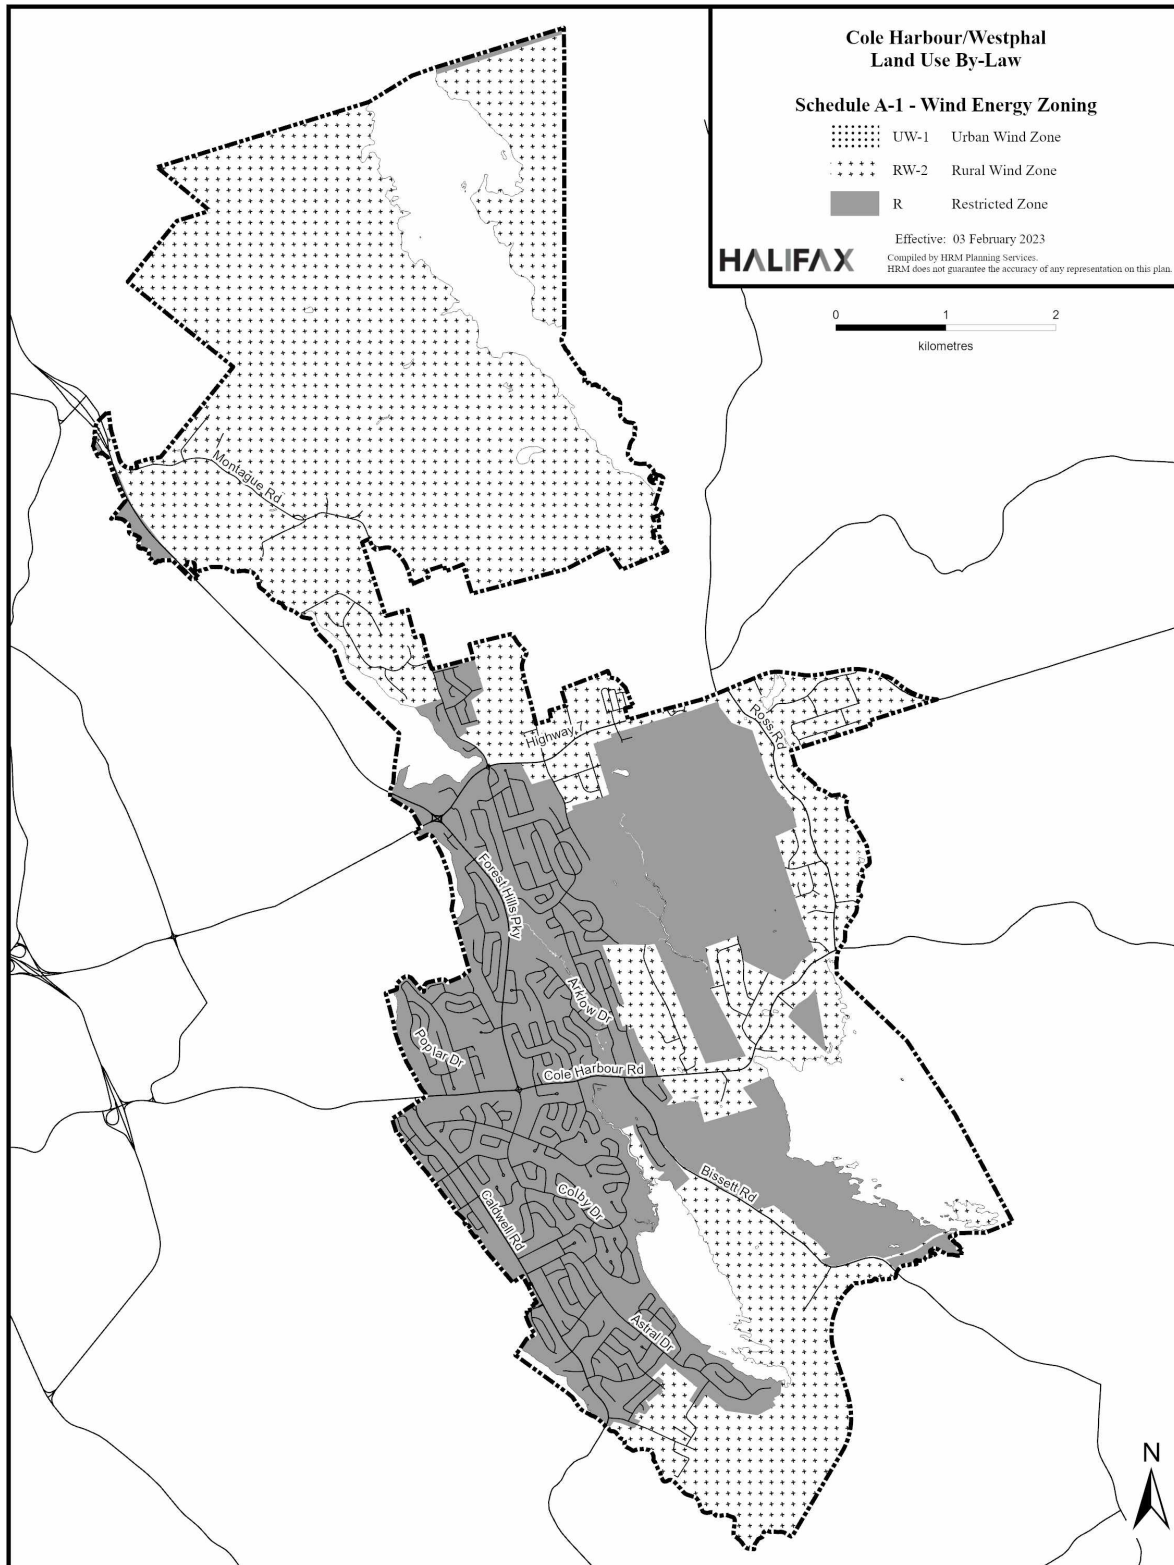 Cole Harbour/Westphal
Land Use By-Law
Schedule A-1 - Wind Energy Zoning
UW-1 Urban Wind Zone
RW-2 Rural Wind Zone
R Restricted Zone
Effective: 03 February 2023
HALIFAX
Compiled by HRM Planning Services.
HRM does not guarantee the accuracy of any representation on this plan.
0 1 2
kilometres
Montague Rd
Ross Rd
Highway 7
Forest Hills Pky
Arklow Dr
Poplar Dr
Cole Harbour Rd
Bissett Rd
Colby Dr
Caldwell Rd
Astral Dr
N